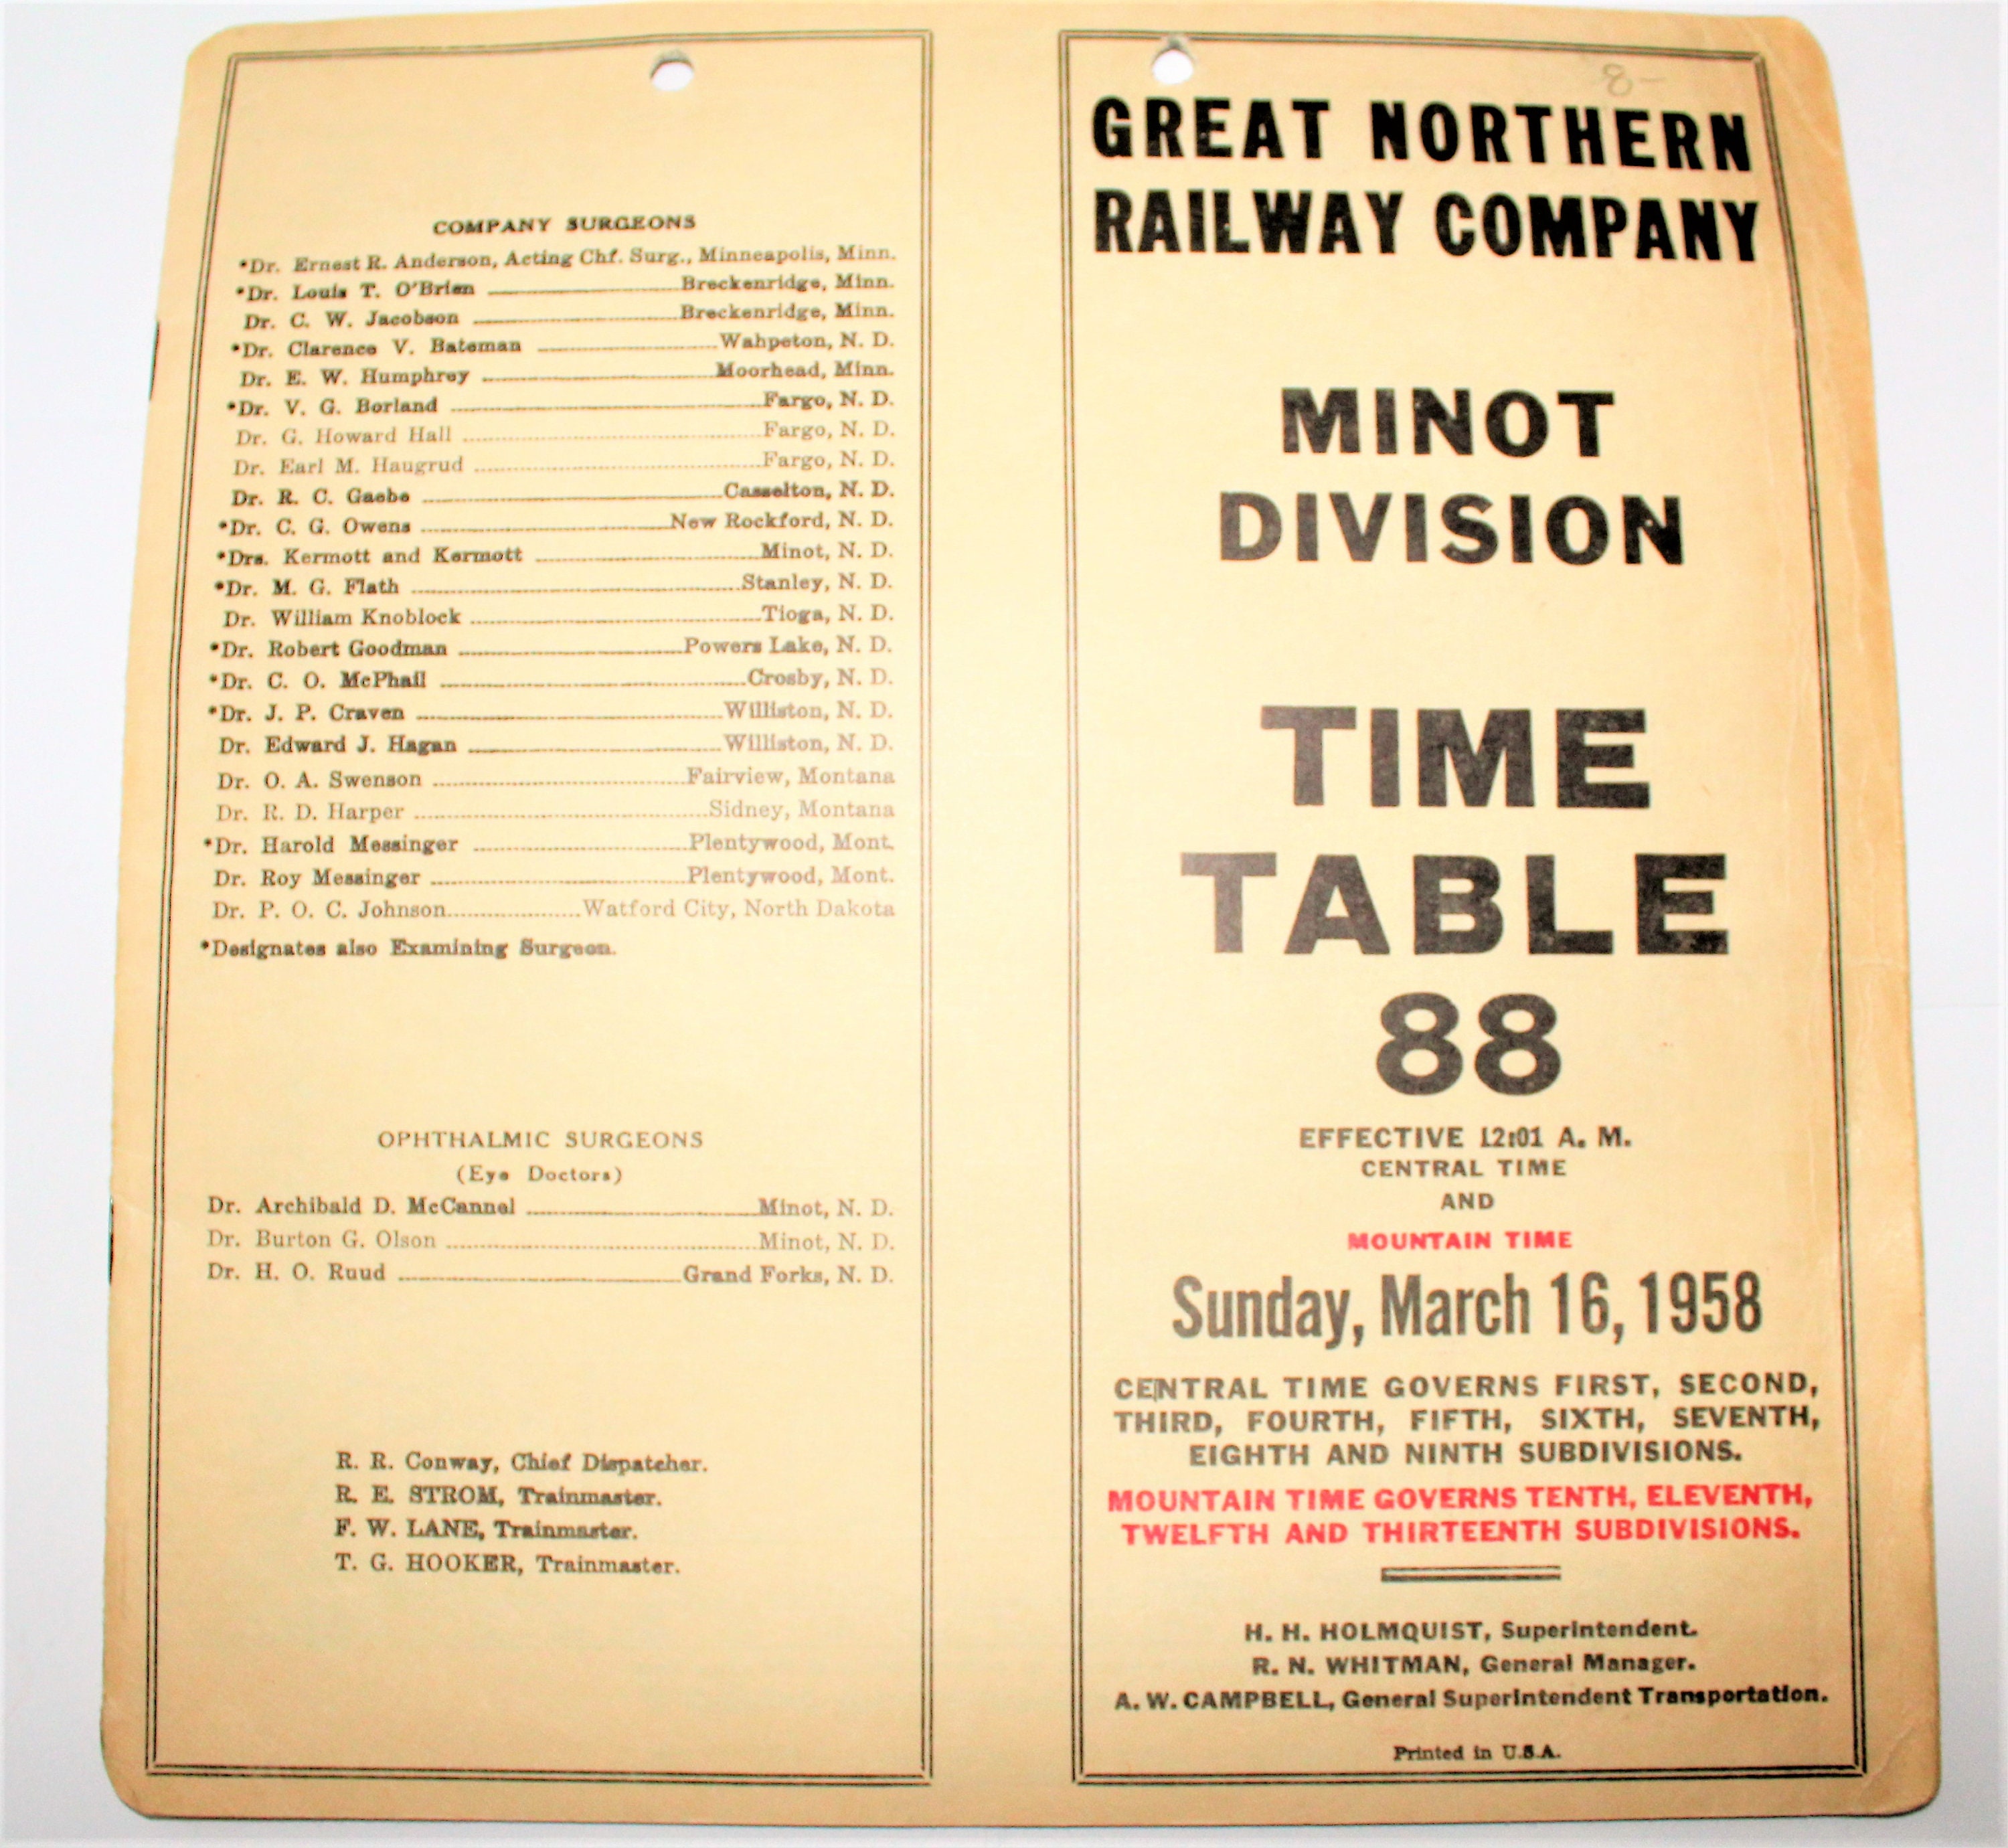 COMPANY SURGEONS
*Dr. Ernest R. Anderson, Acting Chf. Surg., Minneapolis, Minn.
*Dr. Louis T. O'Brien Breckenridge, Minn.
Dr. C. W. Jacobson Breckenridge, Minn.
*Dr. Clarence V. Bateman Wahpeton, N. D.
Dr. E. W. Humphrey Moorhead, Minn.
*Dr. V. G. Borland Fargo, N. D.
Dr. G. Howard Hall Fargo, N. D.
Dr. Earl M. Haugrud Fargo, N. D.
Dr. R. C. Gaebe Casselton, N. D.
*Dr. C. G. Owens New Rockford, N. D.
*Drs. Kermott and Kermott Minot, N. D.
*Dr. M. G. Flath Stanley, N. D.
Dr. William Knoblock Tioga, N. D.
*Dr. Robert Goodman Powers Lake, N. D.
*Dr. C. O. McPhail Crosby, N. D.
*Dr. J. P. Craven Williston, N. D.
Dr. Edward J. Hagan Williston, N. D.
Dr. O. A. Swenson Fairview, Montana
Dr. R. D. Harper Sidney, Montana
*Dr. Harold Messinger Plentywood, Mont.
Dr. Roy Messinger Plentywood, Mont.
Dr. P. O. C. Johnson Watford City, North Dakota
*Designates also Examining Surgeon.
OPHTHALMIC SURGEONS
(Eye Doctors)
Dr. Archibald D. McCannel Minot, N. D.
Dr. Burton G. Olson Minot, N. D.
Dr. H. O. Ruud Grand Forks, N. D.
R. R. Conway, Chief Dispatcher.
R. E. STROM, Trainmaster.
F. W. LANE, Trainmaster.
T. G. HOOKER, Trainmaster.
8-
GREAT NORTHERN
RAILWAY COMPANY
MINOT
DIVISION
TIME
TABLE
88
EFFECTIVE 12:01 A. M.
CENTRAL TIME
AND
MOUNTAIN TIME
Sunday, March 16, 1958
CENTRAL TIME GOVERNS FIRST, SECOND,
THIRD, FOURTH, FIFTH, SIXTH, SEVENTH,
EIGHTH AND NINTH SUBDIVISIONS.
MOUNTAIN TIME GOVERNS TENTH, ELEVENTH,
TWELFTH AND THIRTEENTH SUBDIVISIONS.
H. H. HOLMQUIST, Superintendent.
R. N. WHITMAN, General Manager.
A. W. CAMPBELL, General Superintendent Transportation.
Printed in U.S.A.